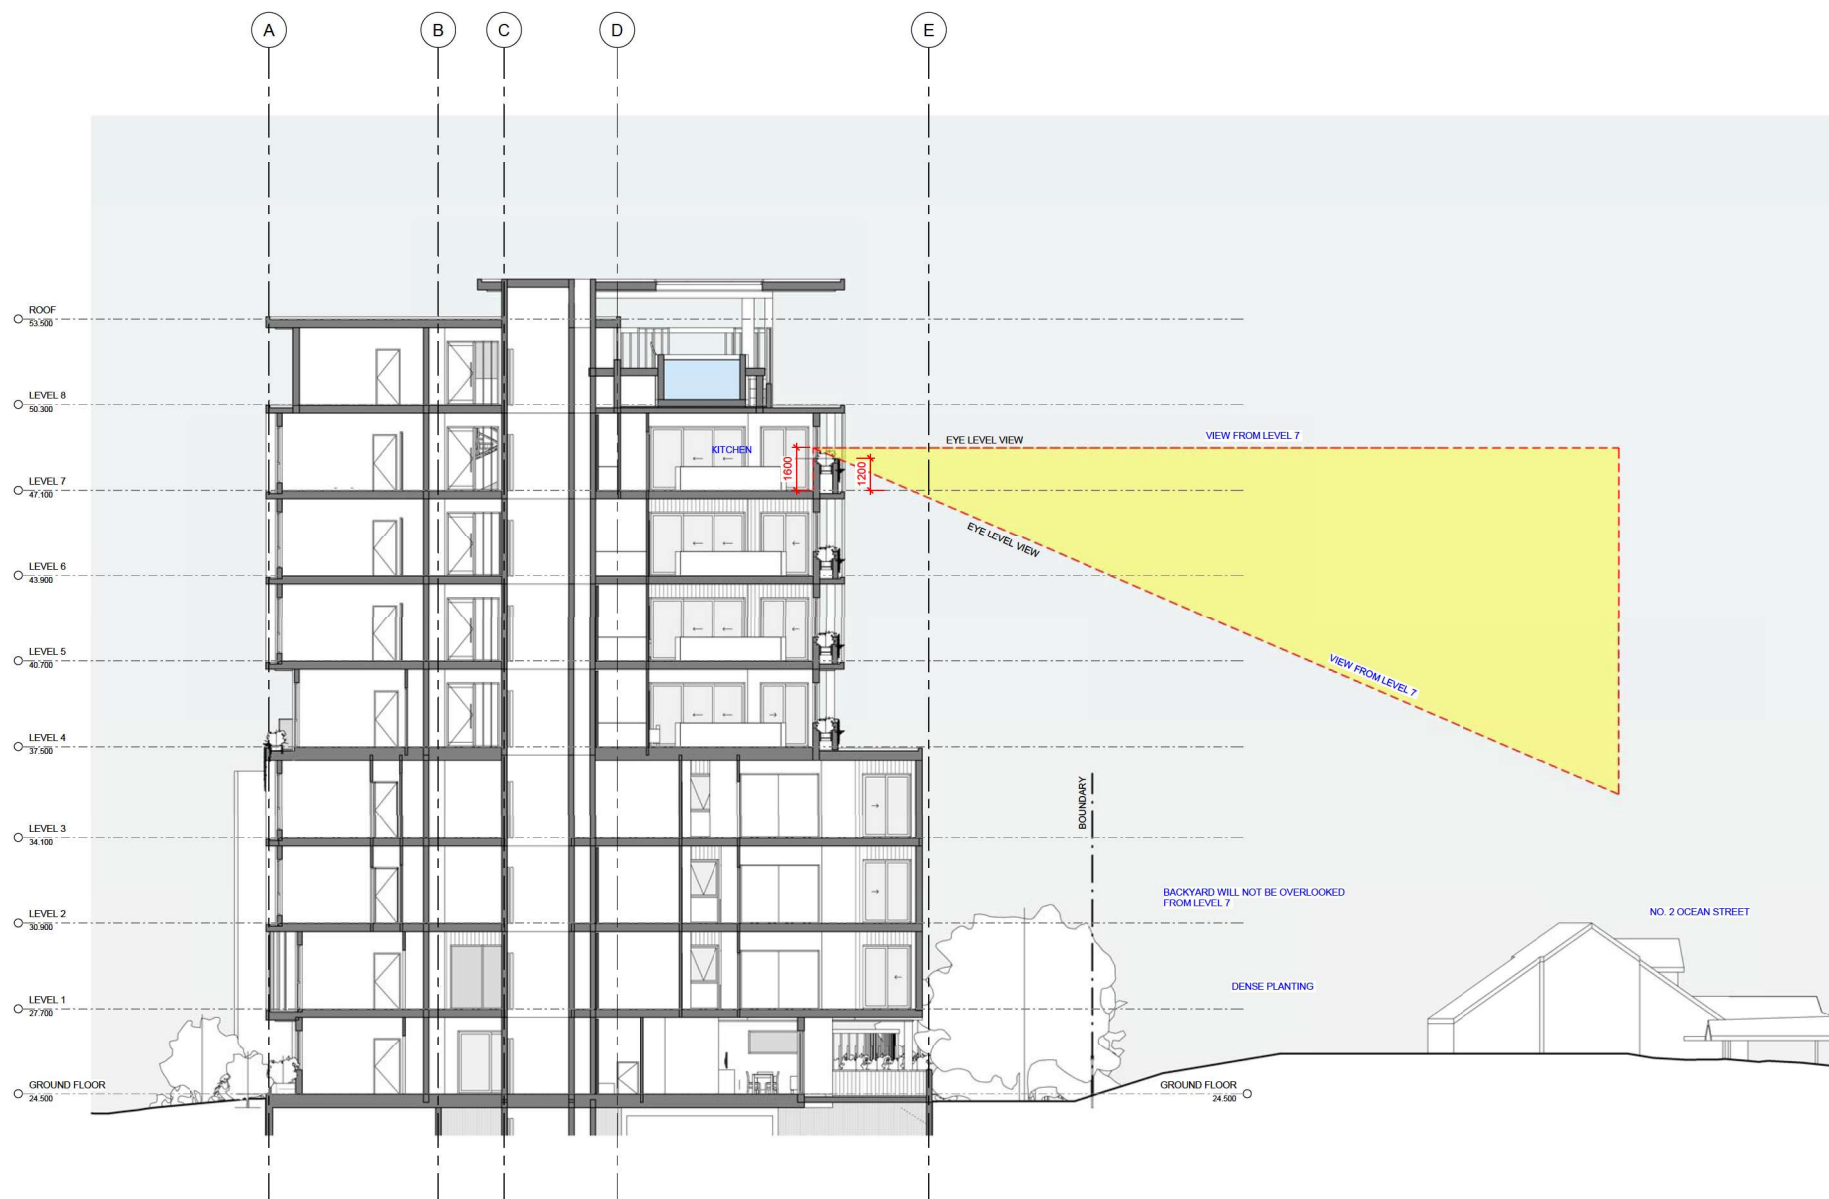 A
B
C
D
E
ROOF
53.500
LEVEL 8
50.300
KITCHEN
EYE LEVEL VIEW
VIEW FROM LEVEL 7
1600
1200
LEVEL 7
47.100
EYE LEVEL VIEW
LEVEL 6
43.900
LEVEL 5
40.700
VIEW FROM LEVEL 7
LEVEL 4
37.500
BOUNDARY
LEVEL 3
34.100
BACKYARD WILL NOT BE OVERLOOKED
FROM LEVEL 7
NO. 2 OCEAN STREET
LEVEL 2
30.900
DENSE PLANTING
LEVEL 1
27.700
GROUND FLOOR
24.500
GROUND FLOOR
24.500